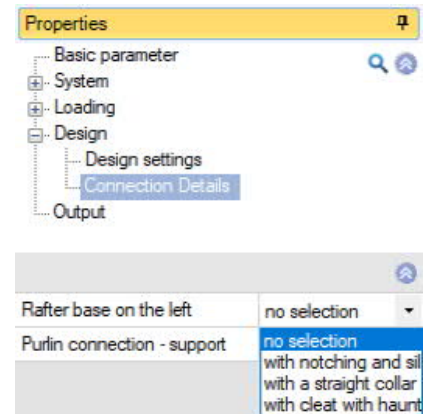 Properties
Basic parameter
System
Loading
Design
Design settings
Connection Details
Output
Rafter base on the left no selection
Purlin connection - support no selection
with notching and sil
with a straight collar
with cleat with haunt